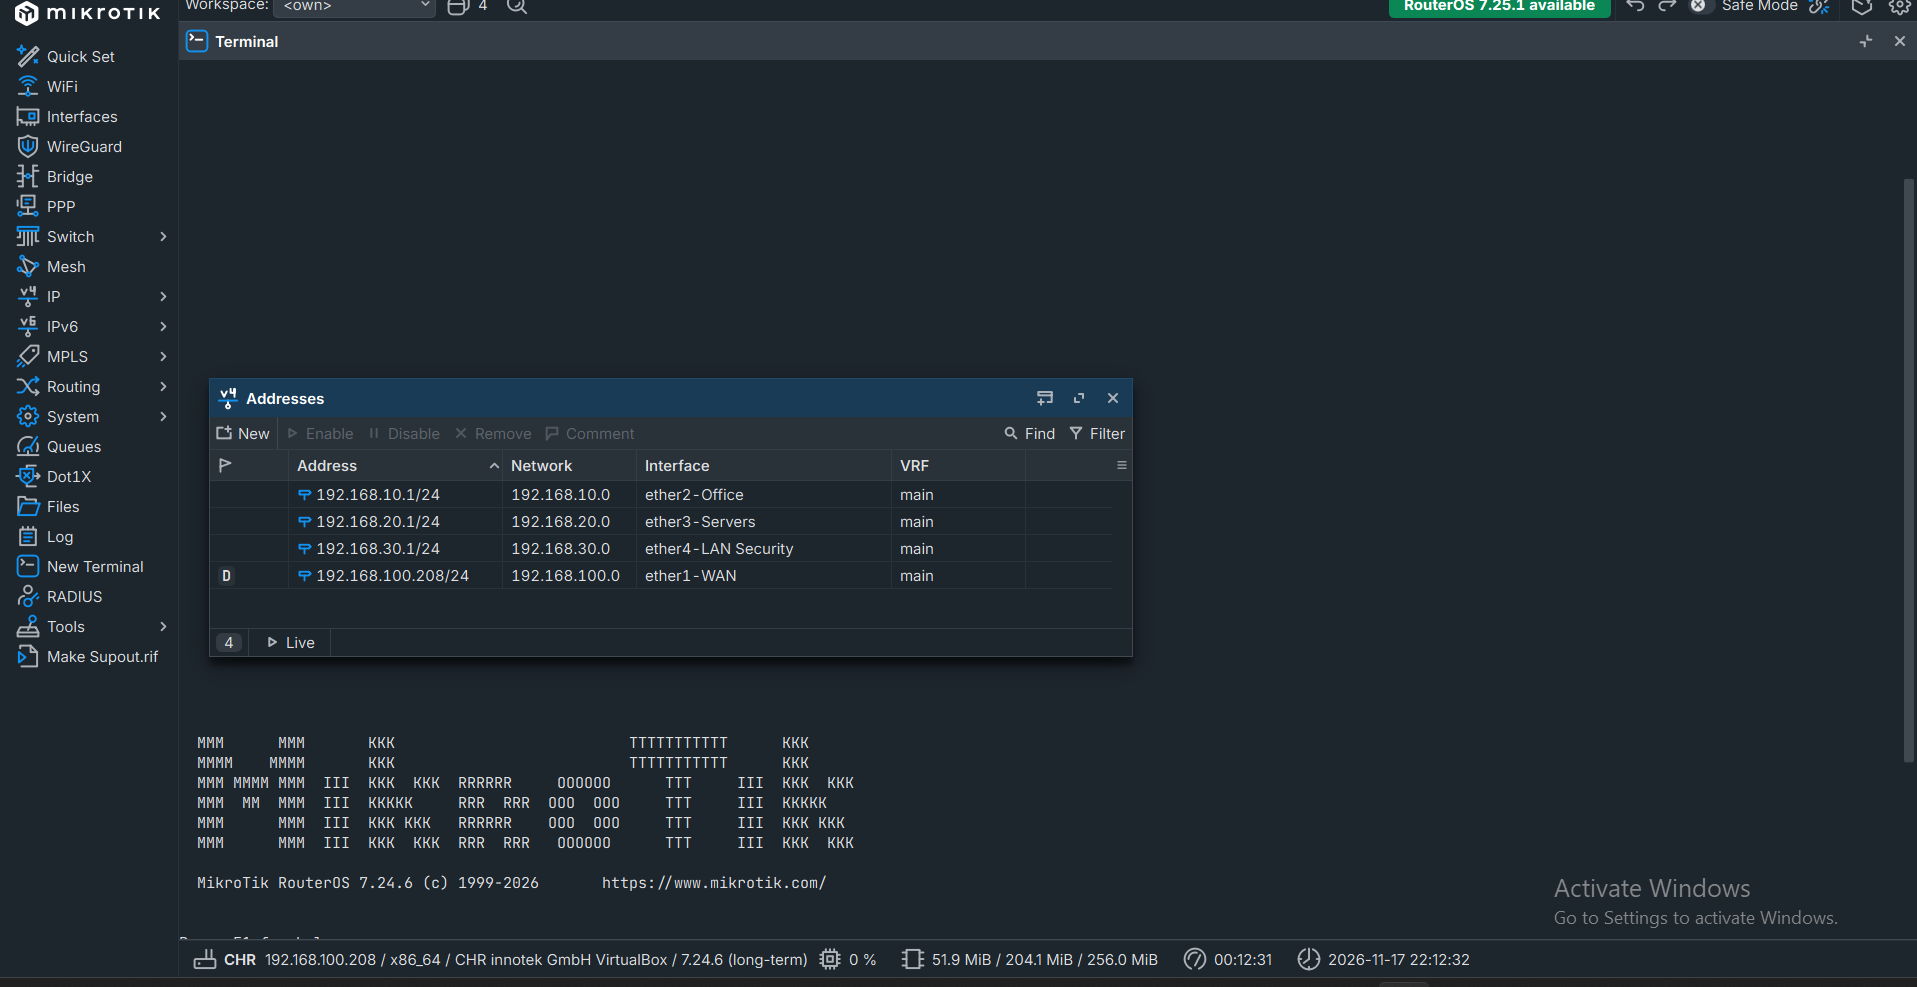 MikroTik
Workspace: <own> 4 RouterOS 7.25.1 available Safe Mode
Terminal
Quick Set
WiFi
Interfaces
WireGuard
Bridge
PPP
Switch
Mesh
IP
IPv6
MPLS
Routing
System
Queues
Dot1X
Files
Log
New Terminal
RADIUS
Tools
Make Supout.rif
Addresses
New Enable Disable Remove Comment Find Filter
Address Network Interface VRF
192.168.10.1/24 192.168.10.0 ether2-Office main
192.168.20.1/24 192.168.20.0 ether3-Servers main
192.168.30.1/24 192.168.30.0 ether4-LAN Security main
D 192.168.100.208/24 192.168.100.0 ether1-WAN main
4 Live
MMM      MMM       KKK                          TTTTTTTTTTT      KKK
MMMM    MMMM       KKK                          TTTTTTTTTTT      KKK
MMM MMMM MMM  III  KKK  KKK  RRRRRR     OOOOOO      TTT     III  KKK  KKK
MMM  MM  MMM  III  KKKKK     RRR  RRR  OOO  OOO     TTT     III  KKKKK
MMM      MMM  III  KKK KKK   RRRRRR    OOO  OOO     TTT     III  KKK KKK
MMM      MMM  III  KKK  KKK  RRR  RRR   OOOOOO      TTT     III  KKK  KKK
MikroTik RouterOS 7.24.6 (c) 1999-2026       https://www.mikrotik.com/
Activate Windows
Go to Settings to activate Windows.
CHR 192.168.100.208 / x86_64 / CHR innotek GmbH VirtualBox / 7.24.6 (long-term) 0 % 51.9 MiB / 204.1 MiB / 256.0 MiB 00:12:31 2026-11-17 22:12:32